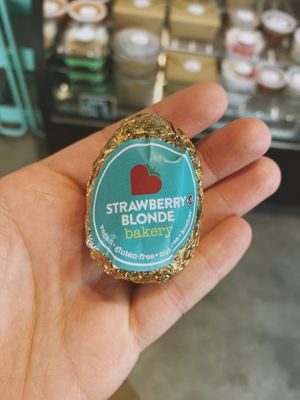 STRAWBERRY®
BLONDE
bakery
vegan • gluten-free • nut-free • kosher